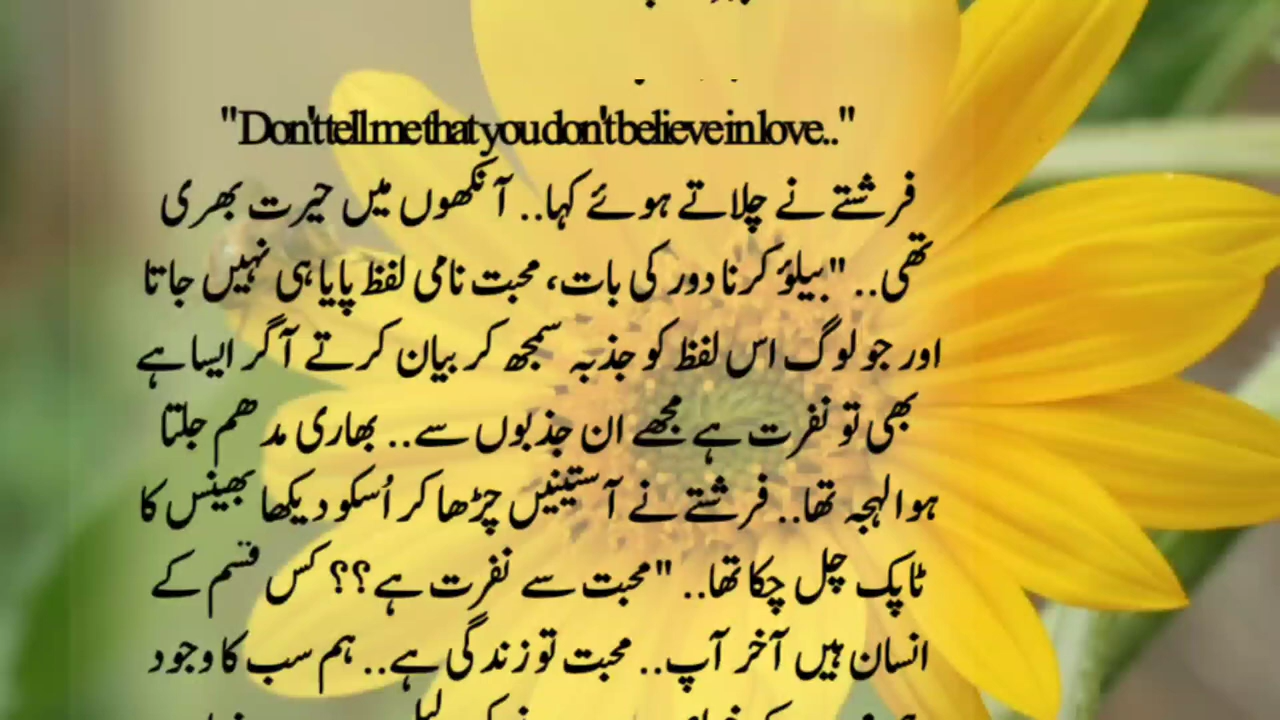 "Don't tell me that you don't believe in love.."
فرشتے نے چلاتے ہوئے کہا.. آنکھوں میں حیرت بھری
تھی.. "بیلؤ کرنا دور کی بات، محبت نامی لفظ پایا ہی نہیں جاتا
اور جو لوگ اس لفظ کو جذبہ سمجھ کر بیان کرتے آگر ایسا ہے
بھی تو نفرت ہے مجھے ان جذبوں سے.. بھاری مدھم جلتا
ہوا لہجہ تھا.. فرشتے نے آستینیں چڑھا کر اُسکو دیکھا بھینس کا
ٹاپک چل چکا تھا.. "محبت سے نفرت ہے؟؟ کس قسم کے
انسان ہیں آخر آپ.. محبت تو زندگی ہے.. ہم سب کا وجود